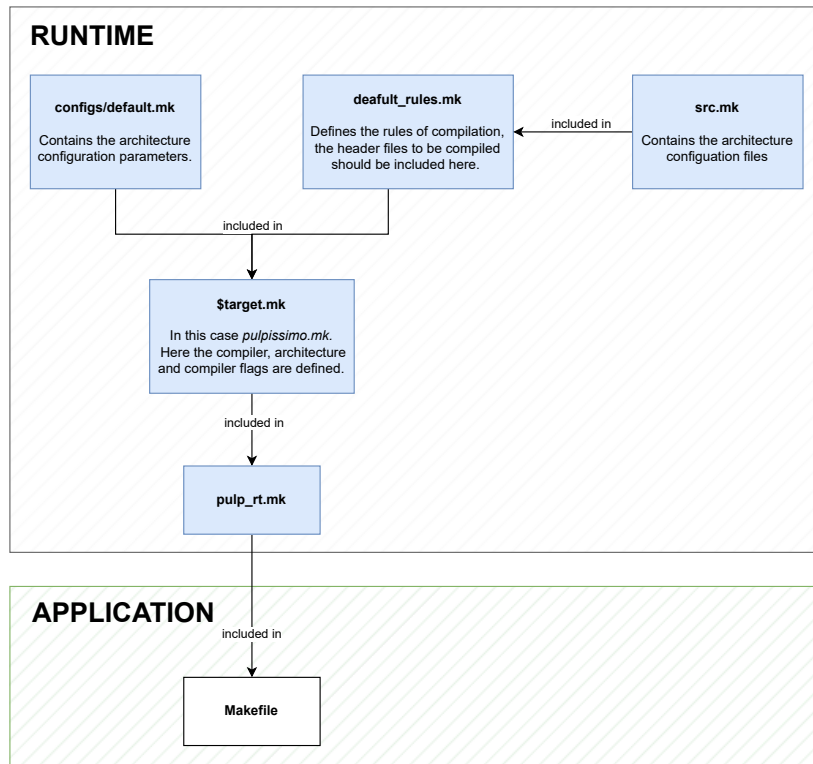 RUNTIME
configs/default.mk
Contains the architecture
configuration parameters.
deafult_rules.mk
Defines the rules of compilation,
the header files to be compiled
should be included here.
included in
src.mk
Contains the architecture
configuation files
included in
$target.mk
In this case pulpissimo.mk.
Here the compiler, architecture
and compiler flags are defined.
included in
pulp_rt.mk
APPLICATION
included in
Makefile